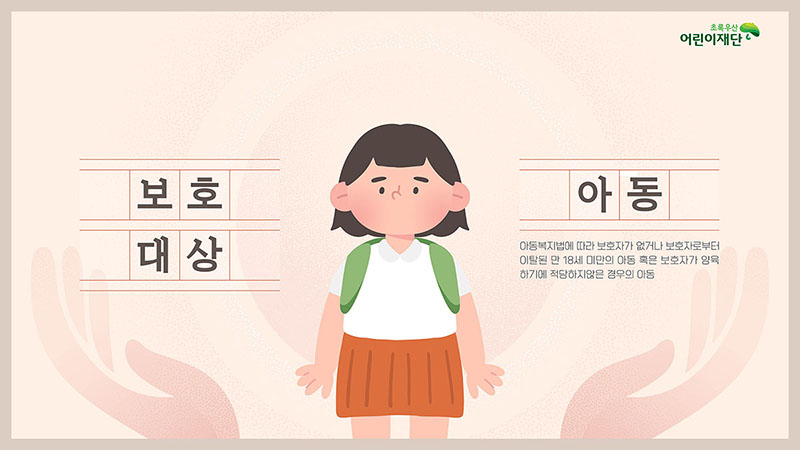 초록우산
어린이재단
보호
대상
아동
아동복지법에 따라 보호자가 없거나 보호자로부터
이탈된 만 18세 미만의 아동 혹은 보호자가 양육
하기에 적당하지않은 경우의 아동